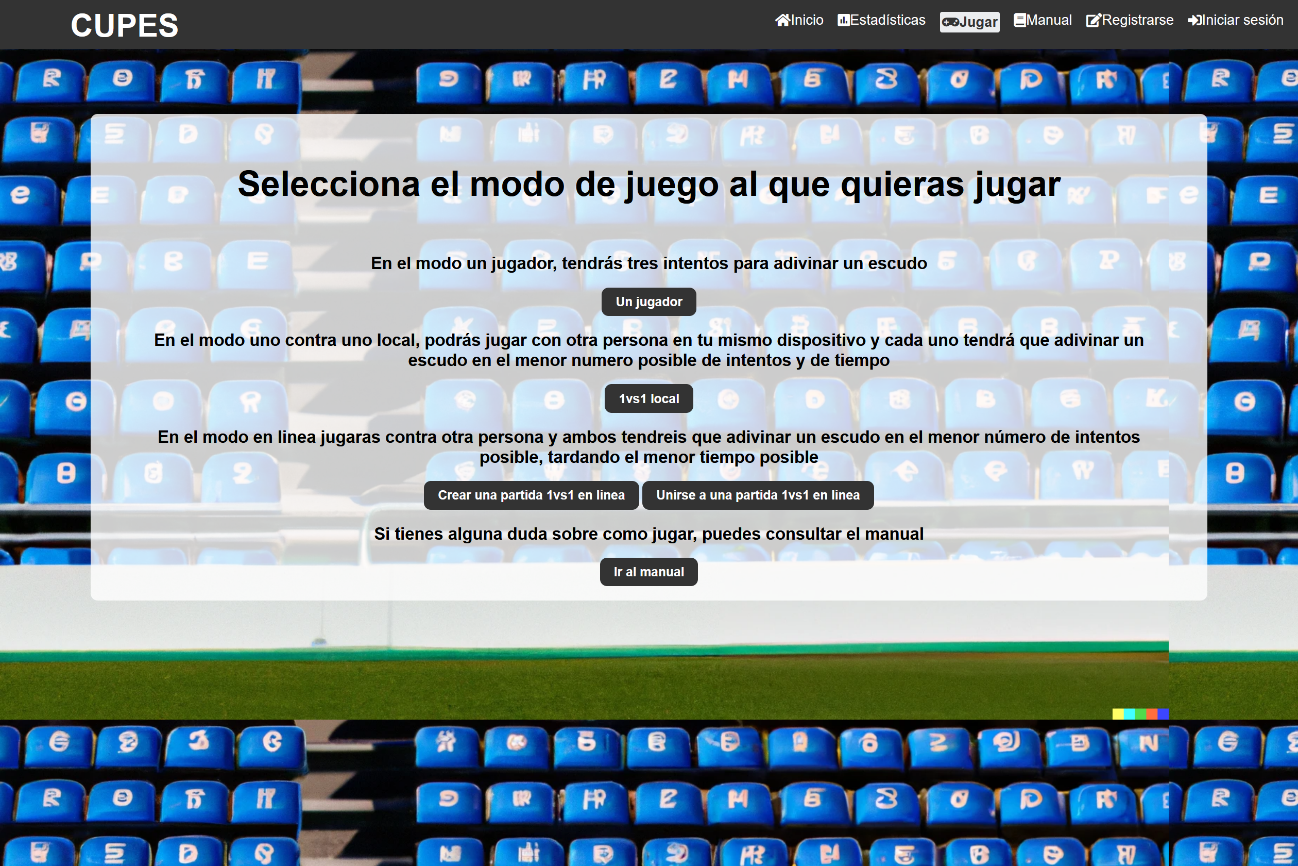 CUPES
Inicio Estadísticas Jugar Manual Registrarse Iniciar sesión
Selecciona el modo de juego al que quieras jugar
En el modo un jugador, tendrás tres intentos para adivinar un escudo
Un jugador
En el modo uno contra uno local, podrás jugar con otra persona en tu mismo dispositivo y cada uno tendrá que adivinar un
escudo en el menor numero posible de intentos y de tiempo
1vs1 local
En el modo en linea jugaras contra otra persona y ambos tendreis que adivinar un escudo en el menor número de intentos
posible, tardando el menor tiempo posible
Crear una partida 1vs1 en linea Unirse a una partida 1vs1 en linea
Si tienes alguna duda sobre como jugar, puedes consultar el manual
Ir al manual